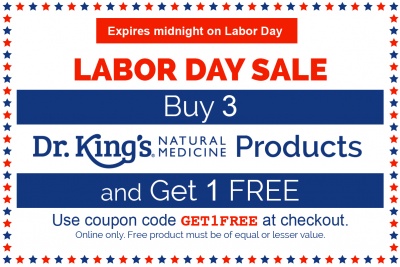 Expires midnight on Labor Day
LABOR DAY SALE
Buy 3
Dr. King's® NATURAL MEDICINE Products
and Get 1 FREE
Use coupon code GET1FREE at checkout.
Online only. Free product must be of equal or lesser value.